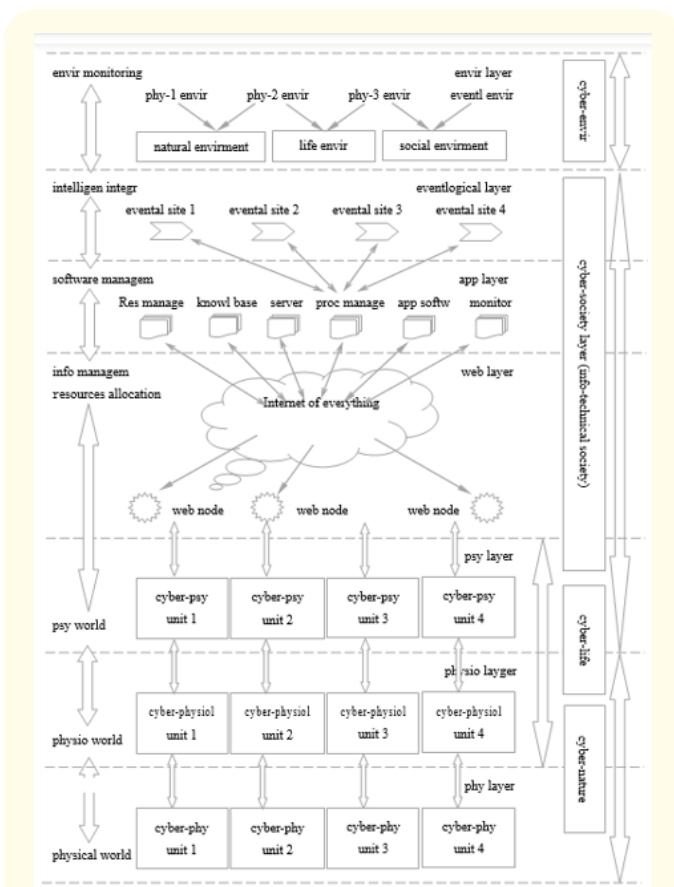 envir monitoring
envir layer
phy-1 envir
phy-2 envir
phy-3 envir
eventl envir
natural envirment
life envir
social envirment
cyber-envir
intelligen integr
eventlogical layer
evental site 1
evental site 2
evental site 3
evental site 4
software managem
app layer
Res manage
knowl base
server
proc manage
app softw
monitor
cyber-society layer (info-technical society)
info managem
web layer
resources allocation
Internet of everything
web node
web node
web node
psy layer
cyber-psy
unit 1
cyber-psy
unit 2
cyber-psy
unit 3
cyber-psy
unit 4
psy world
cyber-life
physio layger
cyber-physiol
unit 1
cyber-physiol
unit 2
cyber-physiol
unit 3
cyber-physiol
unit 4
physio world
cyber-nature
phy layer
cyber-phy
unit 1
cyber-phy
unit 2
cyber-phy
unit 3
cyber-phy
unit 4
physical world